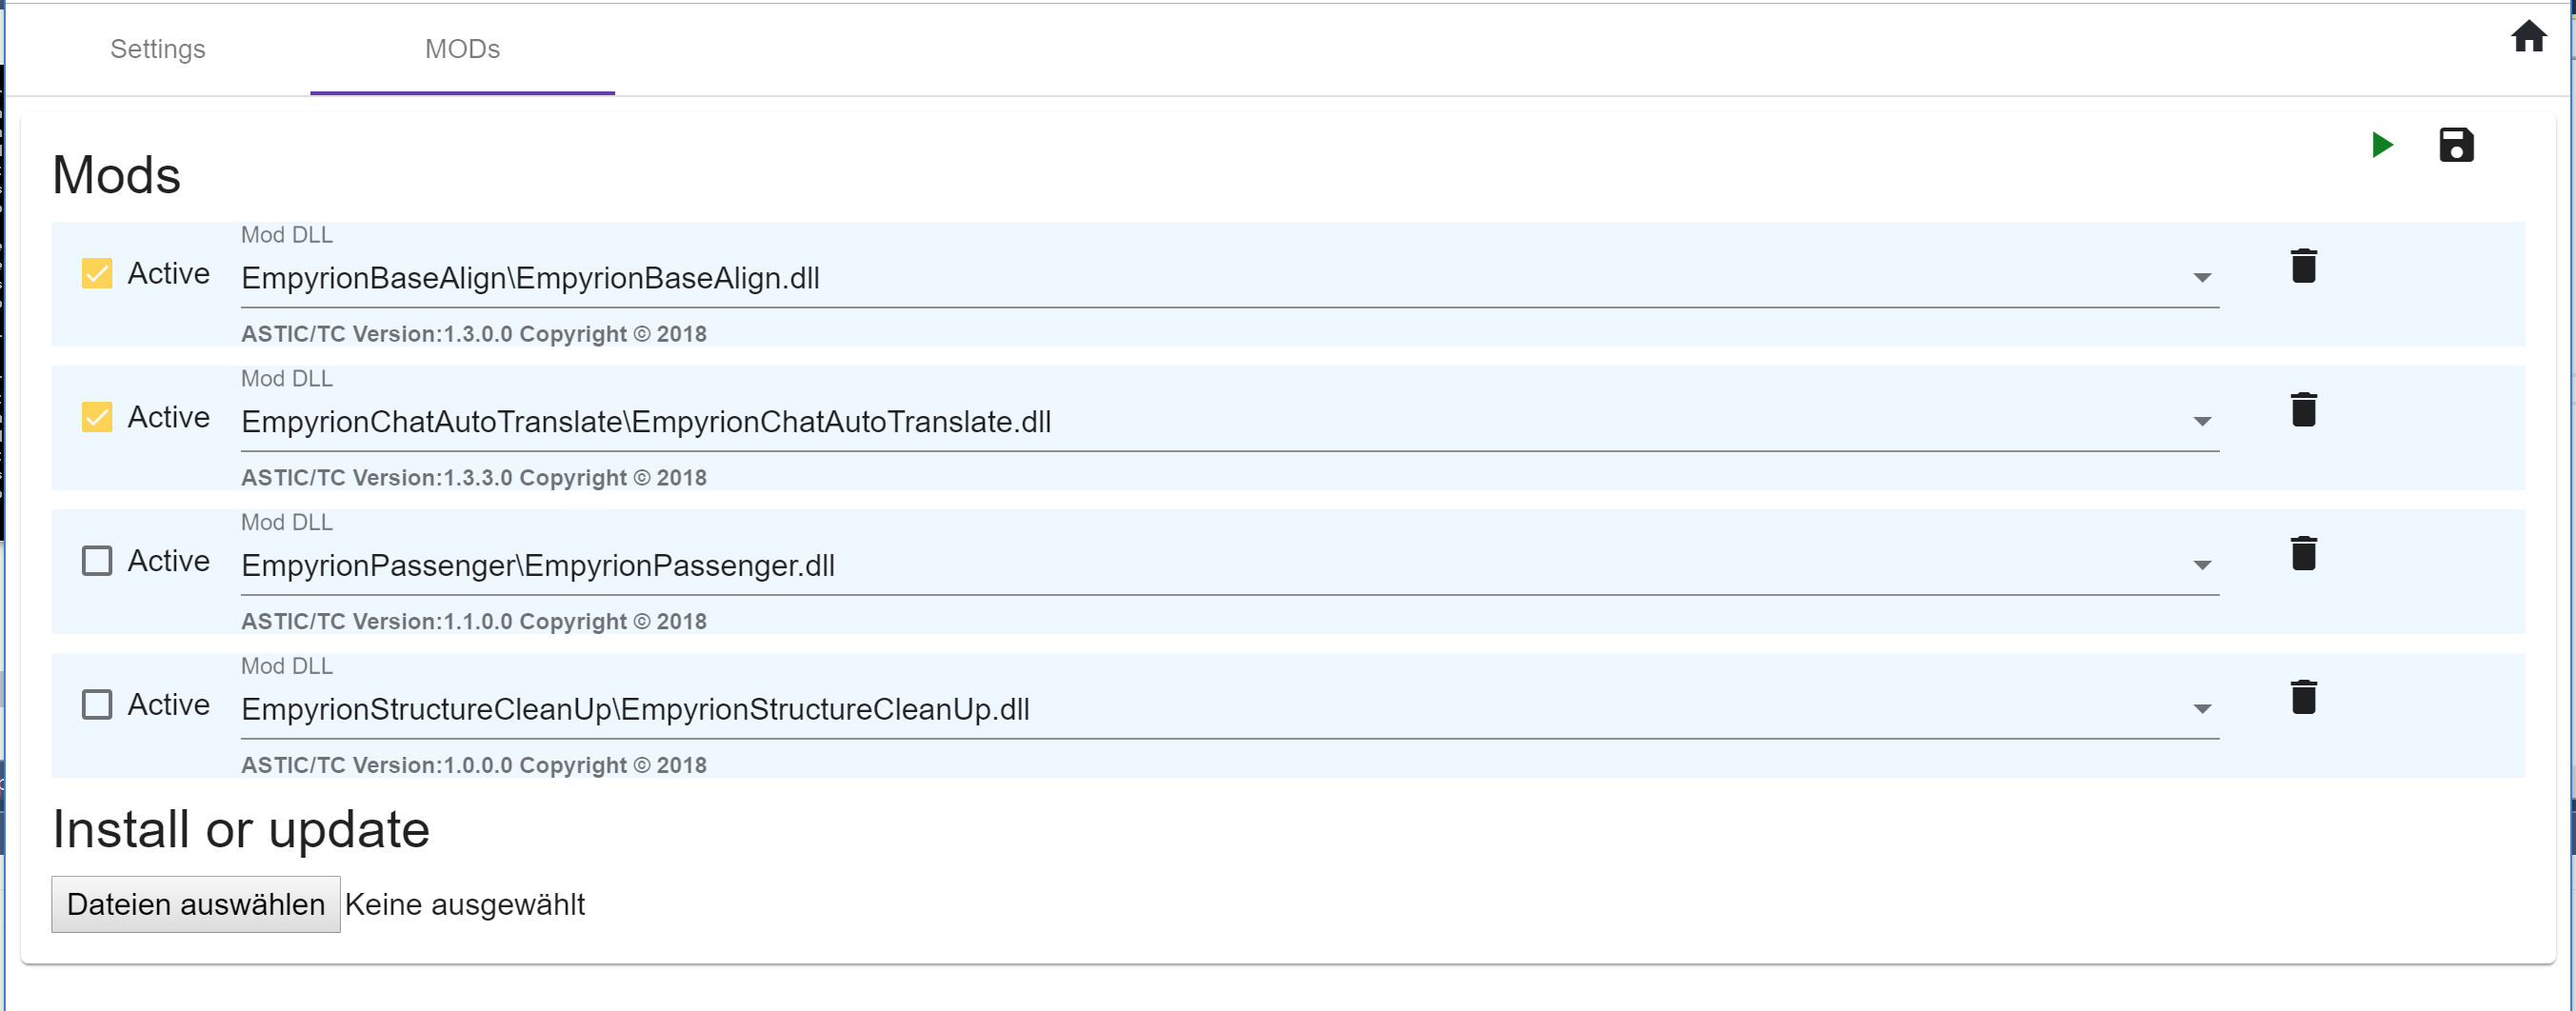 Settings MODs
Mods
Mod DLL
Active EmpyrionBaseAlign\EmpyrionBaseAlign.dll
ASTIC/TC Version:1.3.0.0 Copyright © 2018
Mod DLL
Active EmpyrionChatAutoTranslate\EmpyrionChatAutoTranslate.dll
ASTIC/TC Version:1.3.3.0 Copyright © 2018
Mod DLL
Active EmpyrionPassenger\EmpyrionPassenger.dll
ASTIC/TC Version:1.1.0.0 Copyright © 2018
Mod DLL
Active EmpyrionStructureCleanUp\EmpyrionStructureCleanUp.dll
ASTIC/TC Version:1.0.0.0 Copyright © 2018
Install or update
Dateien auswählen Keine ausgewählt